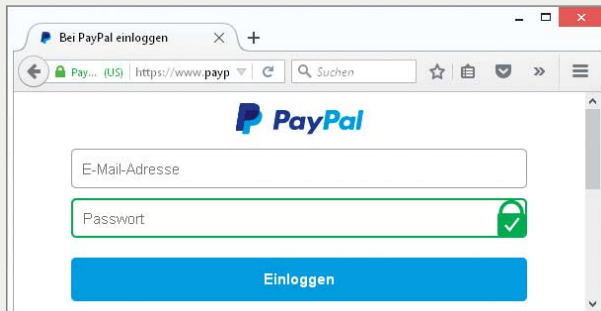 Bei PayPal einloggen
Pay... (US) https://www.payp Suchen
PayPal
E-Mail-Adresse
Passwort
Einloggen